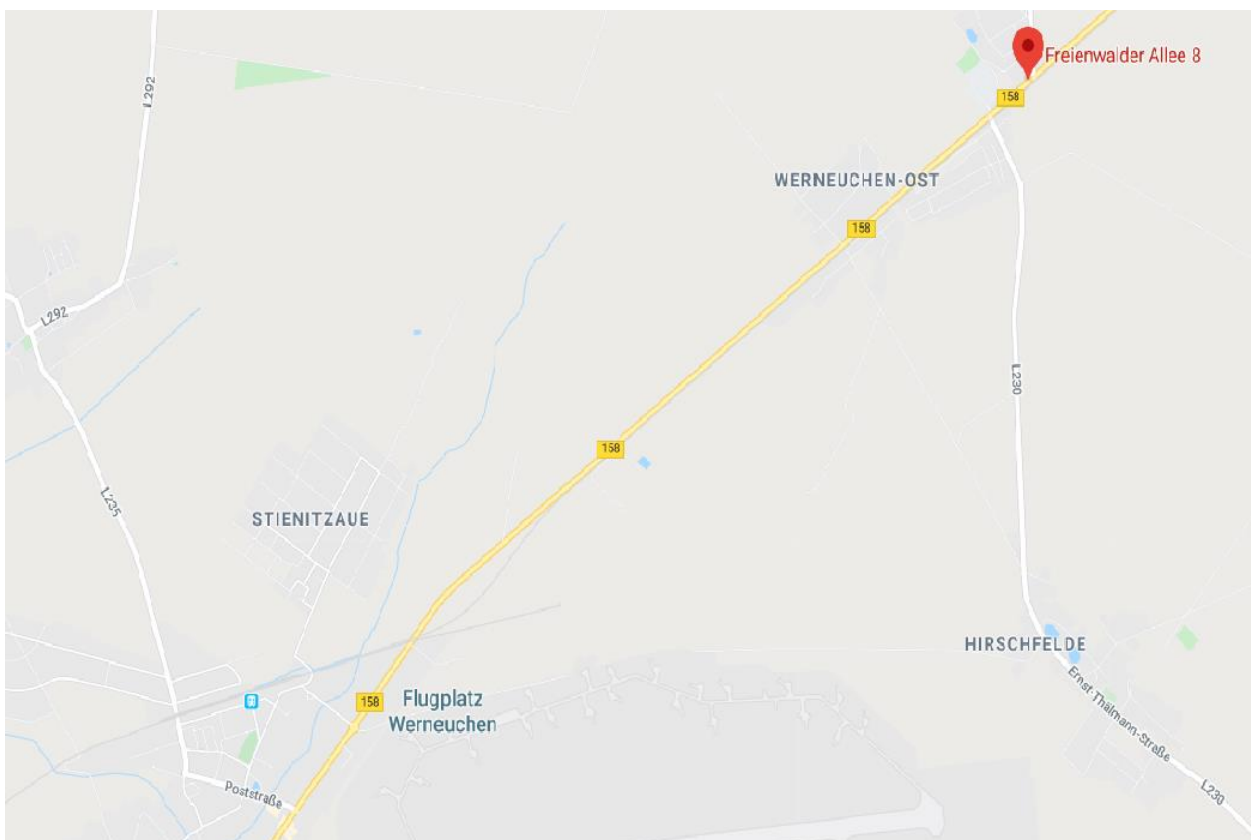 Freienwalder Allee 8
L292
158
WERNEUCHEN-OST
158
L292
L230
158
L235
STIENITZAUE
HIRSCHFELDE
158
Flugplatz
Werneuchen
Ernst-Thälmann-Straße
Poststraße
L230